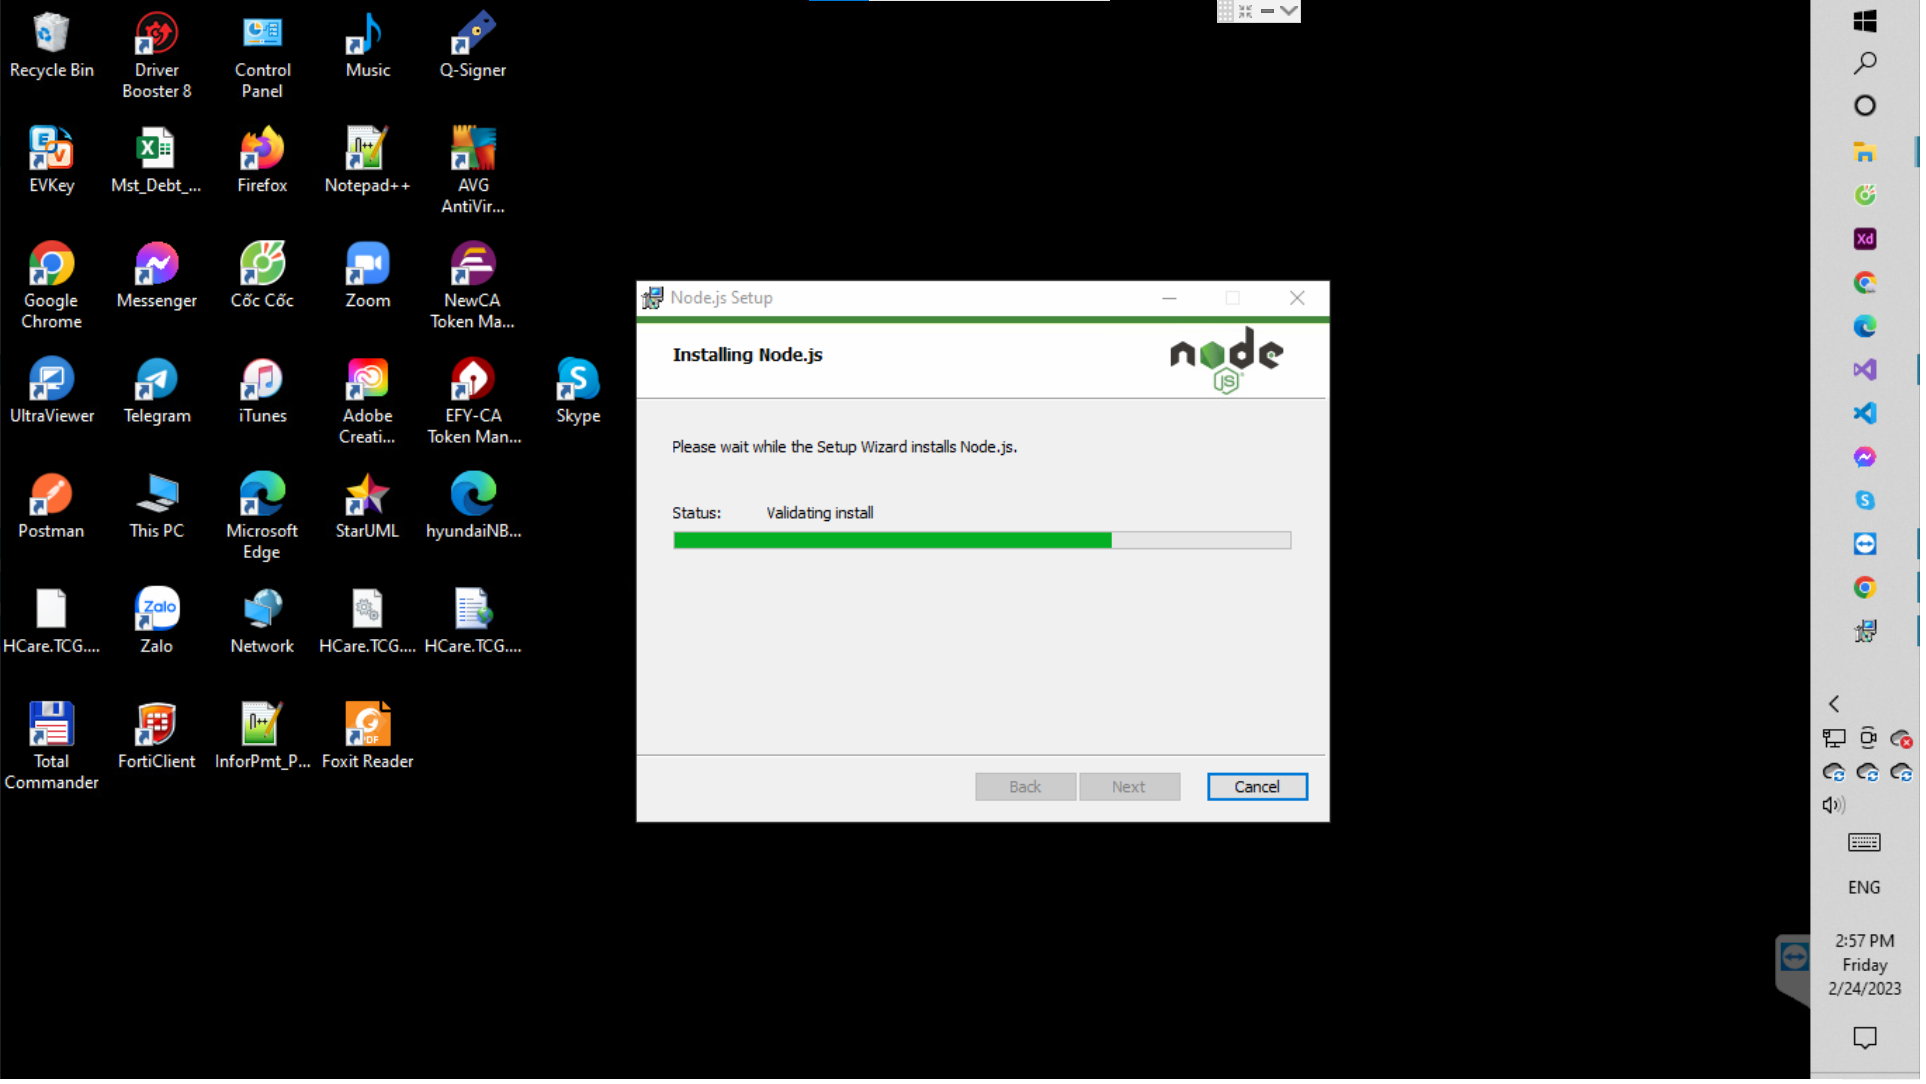 Recycle Bin
Driver
Booster 8
Control
Panel
Music
Q-Signer
EVKey
Mst_Debt_...
Firefox
Notepad++
AVG
AntiVir...
Google
Chrome
Messenger
Cốc Cốc
Zoom
NewCA
Token Ma...
UltraViewer
Telegram
iTunes
Adobe
Creati...
EFY-CA
Token Man...
Skype
Postman
This PC
Microsoft
Edge
StarUML
hyundaiNB...
HCare.TCG....
Zalo
Zalo
Network
HCare.TCG....
HCare.TCG....
Total
Commander
FortiClient
InforPmt_P...
Foxit Reader
Node.js Setup
Installing Node.js
node
JS
Please wait while the Setup Wizard installs Node.js.
Status: Validating install
Back
Next
Cancel
Xd
ENG
2:57 PM
Friday
2/24/2023